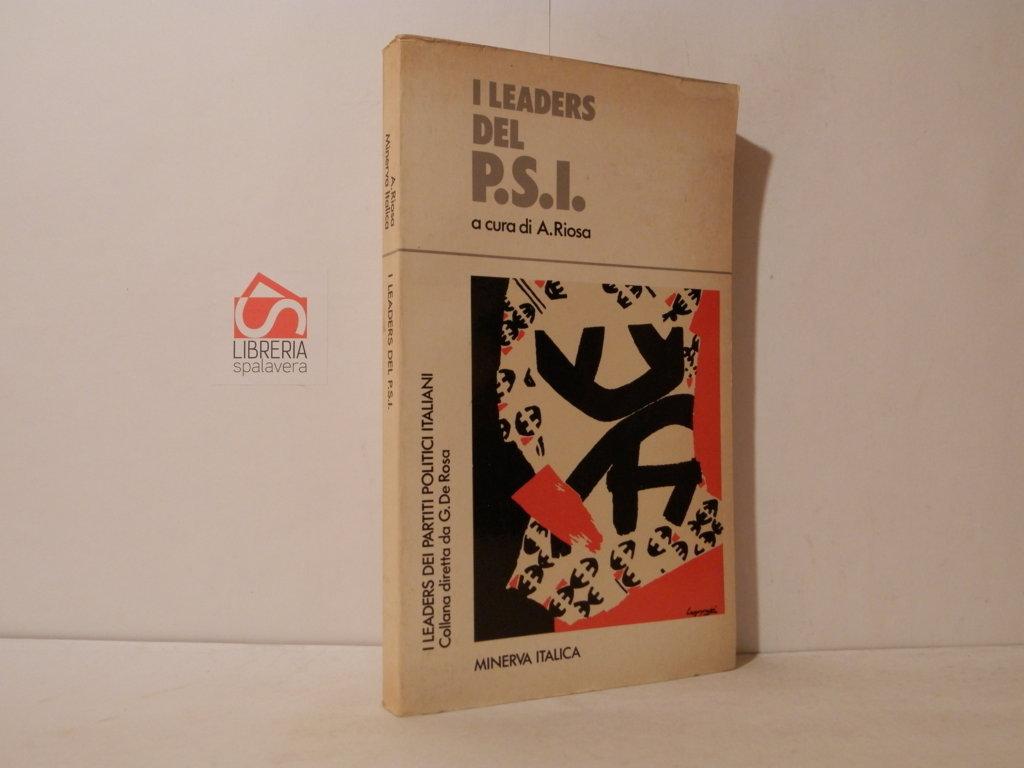 I LEADERS
DEL
P.S.I.
a cura di A.Riosa
I LEADERS DEI PARTITI POLITICI ITALIANI
Collana diretta da G. De Rosa
MINERVA ITALICA
A. Riosa
Minerva Italica
I LEADERS DEL P.S.I.
LIBRERIA
spalavera